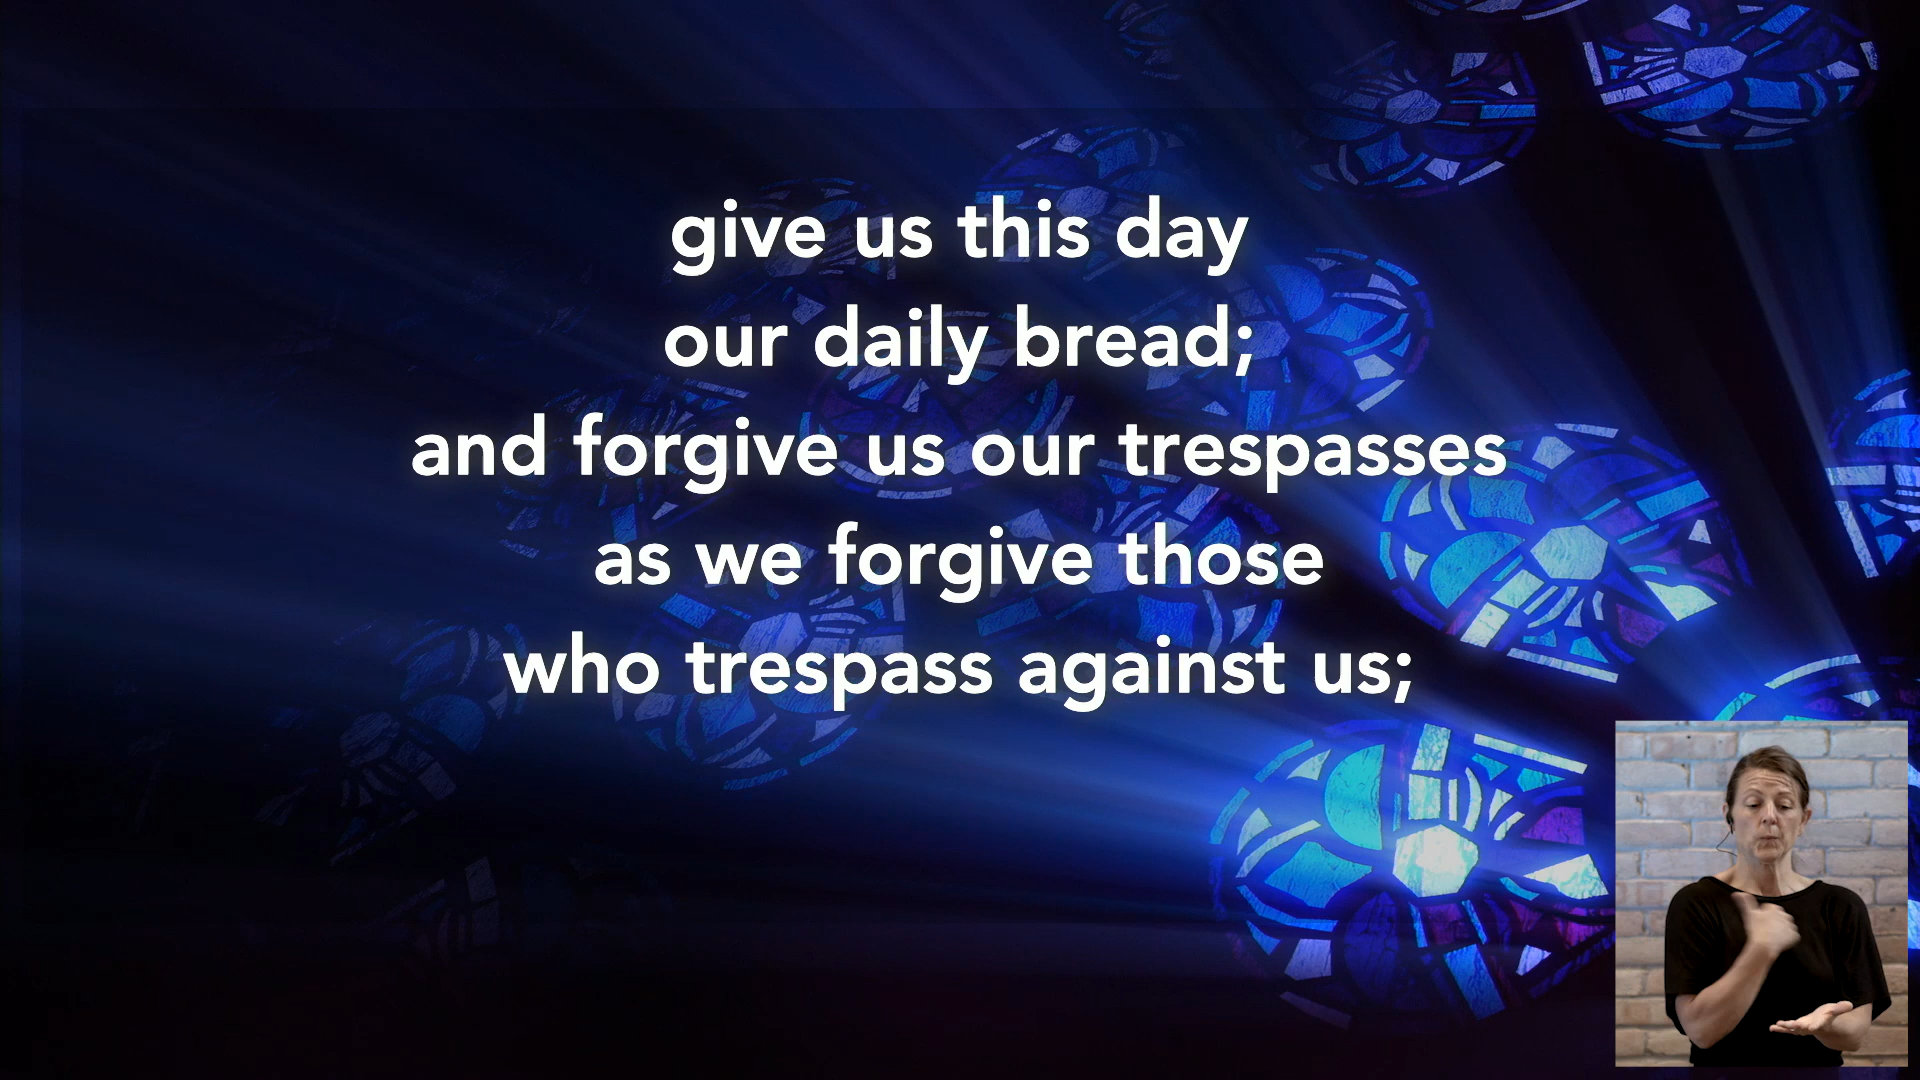 give us this day
our daily bread;
and forgive us our trespasses
as we forgive those
who trespass against us;